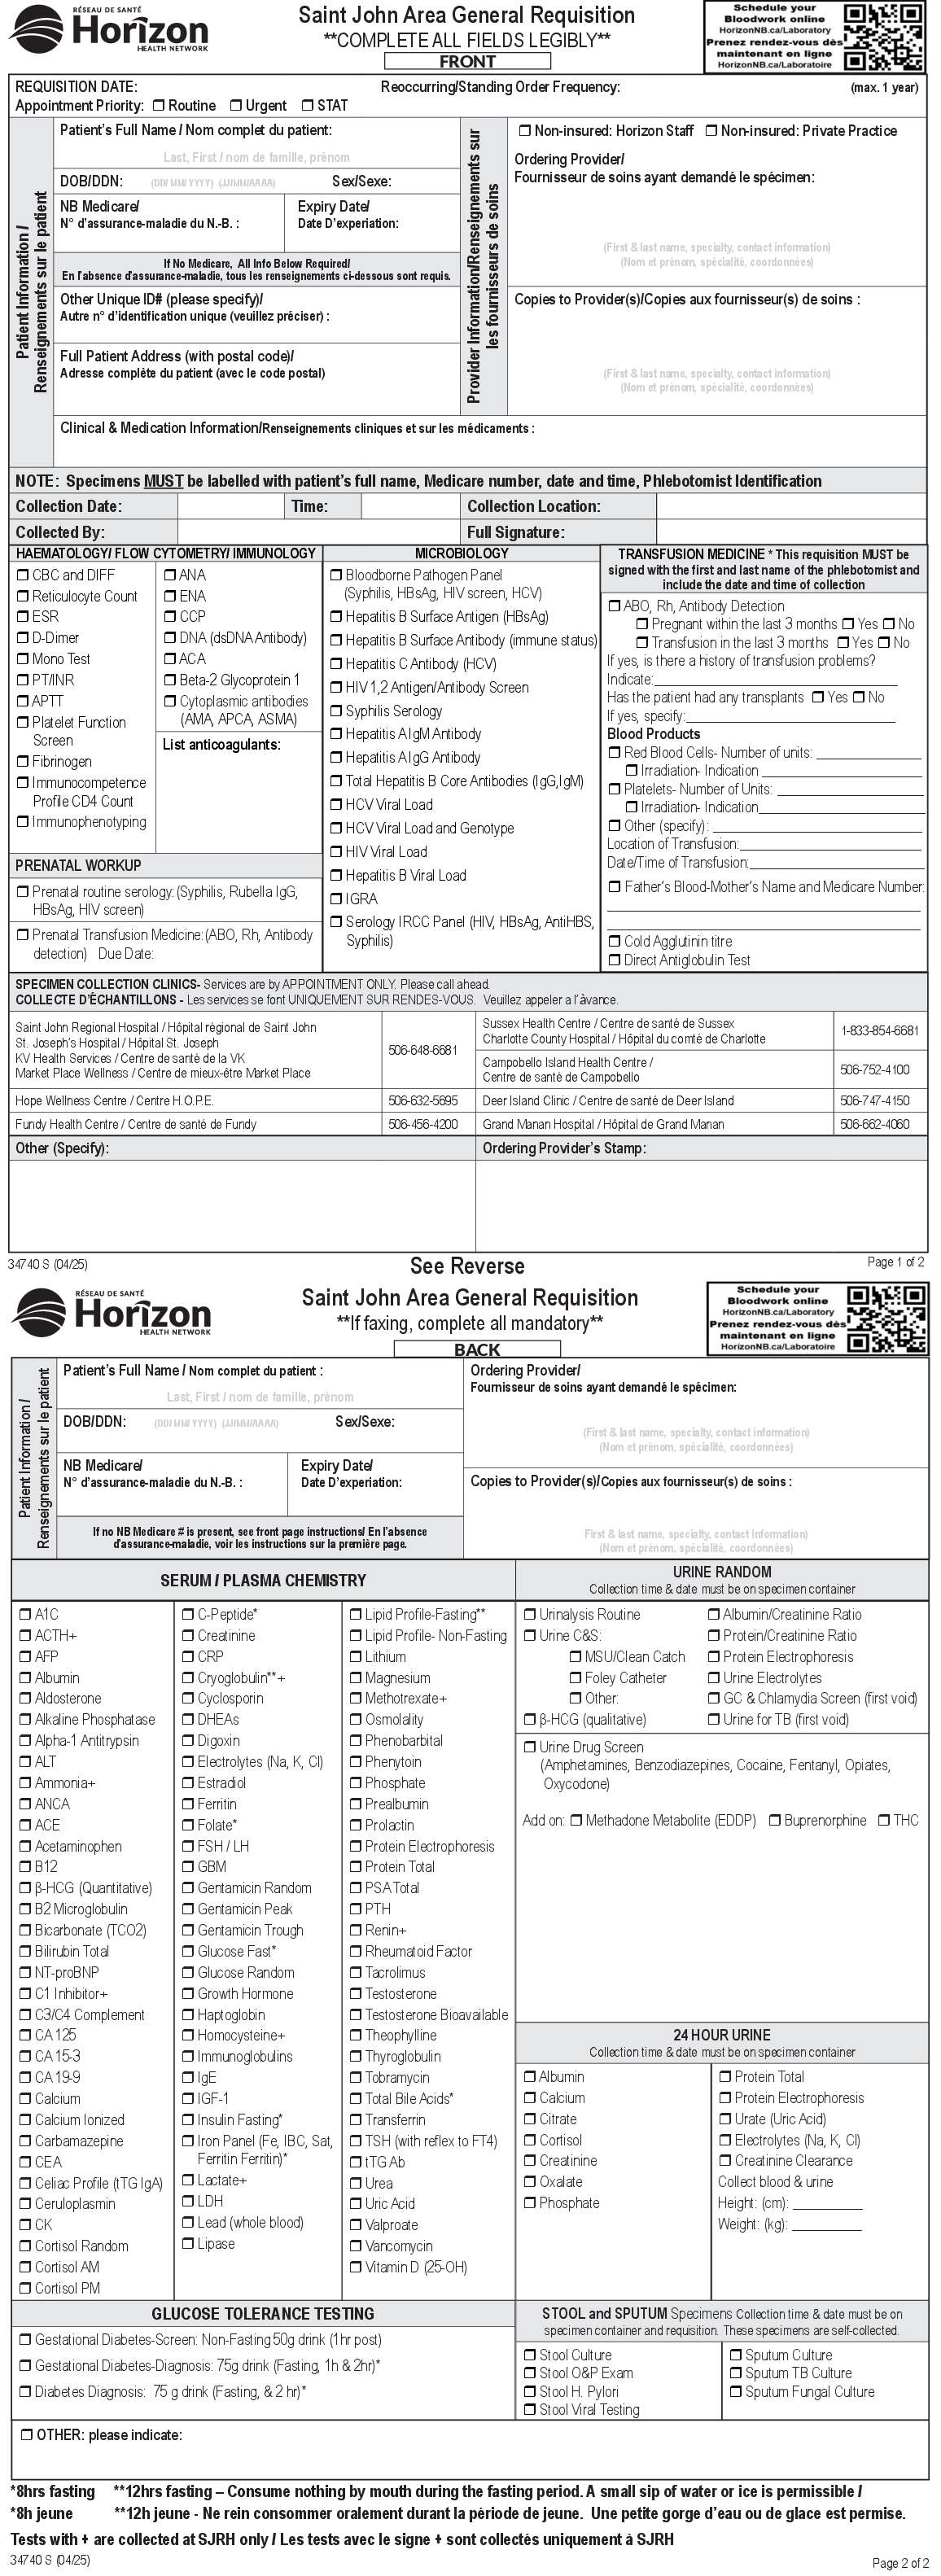 RÉSEAU DE SANTÉ
Horizon
HEALTH NETWORK
Saint John Area General Requisition
**COMPLETE ALL FIELDS LEGIBLY**
FRONT
Schedule your
Bloodwork online
HorizonNB.ca/Laboratory
Prenez rendez-vous dès
maintenant en ligne
HorizonNB.ca/Laboratoire
REQUISITION DATE:
Reoccurring/Standing Order Frequency:
(max. 1 year)
Appointment Priority: ❒ Routine ❒ Urgent ❒ STAT
Patient Information /
Renseignements sur le patient
Patient's Full Name / Nom complet du patient:
Last, First / nom de famille, prénom
DOB/DDN: (DD/ MM/ YYYY) (JJ/MM/AAAA) Sex/Sexe:
NB Medicare/
N° d'assurance-maladie du N.-B. :
Expiry Date/
Date D'experiation:
If No Medicare, All Info Below Required/
En l'absence d'assurance-maladie, tous les renseignements ci-dessous sont requis.
Other Unique ID# (please specify)/
Autre n° d'identification unique (veuillez préciser) :
Full Patient Address (with postal code)/
Adresse complète du patient (avec le code postal)
Provider Information/Renseignements sur
les fournisseurs de soins
❒ Non-insured: Horizon Staff ❒ Non-insured: Private Practice
Ordering Provider/
Fournisseur de soins ayant demandé le spécimen:
(First & last name, specialty, contact information)
(Nom et prénom, spécialité, coordonnées)
Copies to Provider(s)/Copies aux fournisseur(s) de soins :
(First & last name, specialty, contact information)
(Nom et prénom, spécialité, coordonnées)
Clinical & Medication Information/Renseignements cliniques et sur les médicaments :
NOTE: Specimens MUST be labelled with patient's full name, Medicare number, date and time, Phlebotomist Identification
Collection Date:
Time:
Collection Location:
Collected By:
Full Signature:
HAEMATOLOGY/ FLOW CYTOMETRY/ IMMUNOLOGY
❒ CBC and DIFF
❒ Reticulocyte Count
❒ ESR
❒ D-Dimer
❒ Mono Test
❒ PT/INR
❒ APTT
❒ Platelet Function
Screen
❒ Fibrinogen
❒ Immunocompetence
Profile CD4 Count
❒ Immunophenotyping
❒ ANA
❒ ENA
❒ CCP
❒ DNA (dsDNA Antibody)
❒ ACA
❒ Beta-2 Glycoprotein 1
❒ Cytoplasmic antibodies
(AMA, APCA, ASMA)
List anticoagulants:
PRENATAL WORKUP
❒ Prenatal routine serology: (Syphilis, Rubella IgG,
HBsAg, HIV screen)
❒ Prenatal Transfusion Medicine: (ABO, Rh, Antibody
detection) Due Date:
MICROBIOLOGY
❒ Bloodborne Pathogen Panel
(Syphilis, HBsAg, HIV screen, HCV)
❒ Hepatitis B Surface Antigen (HBsAg)
❒ Hepatitis B Surface Antibody (immune status)
❒ Hepatitis C Antibody (HCV)
❒ HIV 1,2 Antigen/Antibody Screen
❒ Syphilis Serology
❒ Hepatitis A IgM Antibody
❒ Hepatitis A IgG Antibody
❒ Total Hepatitis B Core Antibodies (IgG,IgM)
❒ HCV Viral Load
❒ HCV Viral Load and Genotype
❒ HIV Viral Load
❒ Hepatitis B Viral Load
❒ IGRA
❒ Serology IRCC Panel (HIV, HBsAg, AntiHBS,
Syphilis)
TRANSFUSION MEDICINE * This requisition MUST be
signed with the first and last name of the phlebotomist and
include the date and time of collection
❒ ABO, Rh, Antibody Detection
❒ Pregnant within the last 3 months ❒ Yes ❒ No
❒ Transfusion in the last 3 months ❒ Yes ❒ No
If yes, is there a history of transfusion problems?
Indicate:
Has the patient had any transplants ❒ Yes ❒ No
If yes, specify:
Blood Products
❒ Red Blood Cells- Number of units:
❒ Irradiation- Indication
❒ Platelets- Number of Units:
❒ Irradiation- Indication
❒ Other (specify):
Location of Transfusion:
Date/Time of Transfusion:
❒ Father's Blood-Mother's Name and Medicare Number:
❒ Cold Agglutinin titre
❒ Direct Antiglobulin Test
SPECIMEN COLLECTION CLINICS- Services are by APPOINTMENT ONLY. Please call ahead.
COLLECTE D'ÉCHANTILLONS - Les services se font UNIQUEMENT SUR RENDES-VOUS. Veuillez appeler a l'àvance.
Saint John Regional Hospital / Hôpital régional de Saint John
St. Joseph's Hospital / Hôpital St. Joseph
KV Health Services / Centre de santé de la VK
Market Place Wellness / Centre de mieux-être Market Place
506-648-6681
Sussex Health Centre / Centre de santé de Sussex
Charlotte County Hospital / Hôpital du comté de Charlotte
1-833-854-6681
Campobello Island Health Centre /
Centre de santé de Campobello
506-752-4100
Hope Wellness Centre / Centre H.O.P.E.
506-632-5695
Deer Island Clinic / Centre de santé de Deer Island
506-747-4150
Fundy Health Centre / Centre de santé de Fundy
506-456-4200
Grand Manan Hospital / Hôpital de Grand Manan
506-662-4060
Other (Specify):
Ordering Provider's Stamp:
34740 S (04/25)
See Reverse
Page 1 of 2
RÉSEAU DE SANTÉ
Horizon
HEALTH NETWORK
Saint John Area General Requisition
**If faxing, complete all mandatory**
BACK
Schedule your
Bloodwork online
HorizonNB.ca/Laboratory
Prenez rendez-vous dès
maintenant en ligne
HorizonNB.ca/Laboratoire
Patient Information /
Renseignements sur le patient
Patient's Full Name / Nom complet du patient :
Last, First / nom de famille, prénom
DOB/DDN: (DD/ MM/ YYYY) (JJ/MM/AAAA) Sex/Sexe:
NB Medicare/
N° d'assurance-maladie du N.-B. :
Expiry Date/
Date D'experiation:
If no NB Medicare # is present, see front page instructions/ En l'absence
d'assurance-maladie, voir les instructions sur la première page.
Ordering Provider/
Fournisseur de soins ayant demandé le spécimen:
(First & last name, specialty, contact information)
(Nom et prénom, spécialité, coordonnées)
Copies to Provider(s)/Copies aux fournisseur(s) de soins :
First & last name, specialty, contact information)
(Nom et prénom, spécialité, coordonnées)
SERUM / PLASMA CHEMISTRY
❒ A1C
❒ ACTH+
❒ AFP
❒ Albumin
❒ Aldosterone
❒ Alkaline Phosphatase
❒ Alpha-1 Antitrypsin
❒ ALT
❒ Ammonia+
❒ ANCA
❒ ACE
❒ Acetaminophen
❒ B12
❒ β-HCG (Quantitative)
❒ B2 Microglobulin
❒ Bicarbonate (TCO2)
❒ Bilirubin Total
❒ NT-proBNP
❒ C1 Inhibitor+
❒ C3/C4 Complement
❒ CA 125
❒ CA 15-3
❒ CA 19-9
❒ Calcium
❒ Calcium Ionized
❒ Carbamazepine
❒ CEA
❒ Celiac Profile (tTG IgA)
❒ Ceruloplasmin
❒ CK
❒ Cortisol Random
❒ Cortisol AM
❒ Cortisol PM
❒ C-Peptide*
❒ Creatinine
❒ CRP
❒ Cryoglobulin**+
❒ Cyclosporin
❒ DHEAs
❒ Digoxin
❒ Electrolytes (Na, K, Cl)
❒ Estradiol
❒ Ferritin
❒ Folate*
❒ FSH / LH
❒ GBM
❒ Gentamicin Random
❒ Gentamicin Peak
❒ Gentamicin Trough
❒ Glucose Fast*
❒ Glucose Random
❒ Growth Hormone
❒ Haptoglobin
❒ Homocysteine+
❒ Immunoglobulins
❒ IgE
❒ IGF-1
❒ Insulin Fasting*
❒ Iron Panel (Fe, IBC, Sat,
Ferritin Ferritin)*
❒ Lactate+
❒ LDH
❒ Lead (whole blood)
❒ Lipase
❒ Lipid Profile-Fasting**
❒ Lipid Profile- Non-Fasting
❒ Lithium
❒ Magnesium
❒ Methotrexate+
❒ Osmolality
❒ Phenobarbital
❒ Phenytoin
❒ Phosphate
❒ Prealbumin
❒ Prolactin
❒ Protein Electrophoresis
❒ Protein Total
❒ PSA Total
❒ PTH
❒ Renin+
❒ Rheumatoid Factor
❒ Tacrolimus
❒ Testosterone
❒ Testosterone Bioavailable
❒ Theophylline
❒ Thyroglobulin
❒ Tobramycin
❒ Total Bile Acids*
❒ Transferrin
❒ TSH (with reflex to FT4)
❒ tTG Ab
❒ Urea
❒ Uric Acid
❒ Valproate
❒ Vancomycin
❒ Vitamin D (25-OH)
URINE RANDOM
Collection time & date must be on specimen container
❒ Urinalysis Routine
❒ Urine C&S:
❒ MSU/Clean Catch
❒ Foley Catheter
❒ Other:
❒ β-HCG (qualitative)
❒ Albumin/Creatinine Ratio
❒ Protein/Creatinine Ratio
❒ Protein Electrophoresis
❒ Urine Electrolytes
❒ GC & Chlamydia Screen (first void)
❒ Urine for TB (first void)
❒ Urine Drug Screen
(Amphetamines, Benzodiazepines, Cocaine, Fentanyl, Opiates,
Oxycodone)
Add on: ❒ Methadone Metabolite (EDDP) ❒ Buprenorphine ❒ THC
24 HOUR URINE
Collection time & date must be on specimen container
❒ Albumin
❒ Calcium
❒ Citrate
❒ Cortisol
❒ Creatinine
❒ Oxalate
❒ Phosphate
❒ Protein Total
❒ Protein Electrophoresis
❒ Urate (Uric Acid)
❒ Electrolytes (Na, K, Cl)
❒ Creatinine Clearance
Collect blood & urine
Height: (cm):
Weight: (kg):
GLUCOSE TOLERANCE TESTING
❒ Gestational Diabetes-Screen: Non-Fasting 50g drink (1hr post)
❒ Gestational Diabetes-Diagnosis: 75g drink (Fasting, 1h & 2hr)*
❒ Diabetes Diagnosis: 75 g drink (Fasting, & 2 hr)*
STOOL and SPUTUM Specimens Collection time & date must be on
specimen container and requisition. These specimens are self-collected.
❒ Stool Culture
❒ Stool O&P Exam
❒ Stool H. Pylori
❒ Stool Viral Testing
❒ Sputum Culture
❒ Sputum TB Culture
❒ Sputum Fungal Culture
❒ OTHER: please indicate:
*8hrs fasting **12hrs fasting – Consume nothing by mouth during the fasting period. A small sip of water or ice is permissible /
*8h jeune **12h jeune - Ne rein consommer oralement durant la période de jeune. Une petite gorge d'eau ou de glace est permise.
Tests with + are collected at SJRH only / Les tests avec le signe + sont collectés uniquement à SJRH
34740 S (04/25)
Page 2 of 2